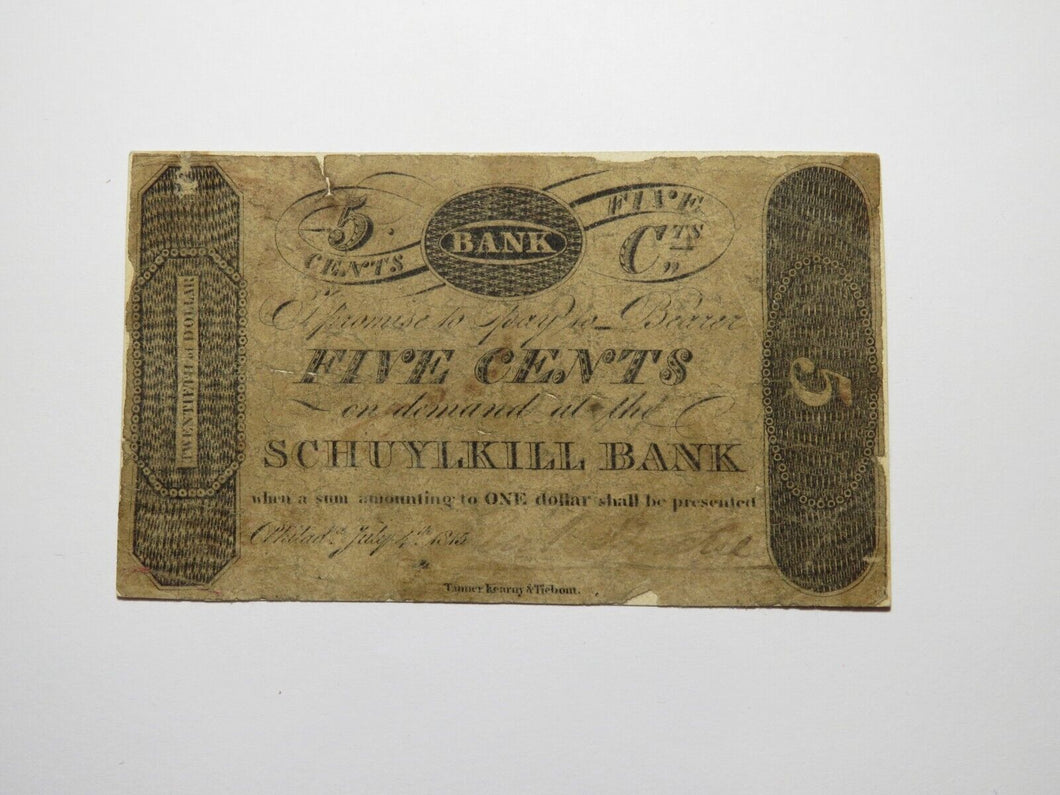 5 CENTS
BANK
FIVE CTS „
I promise to pay to Bearer
FIVE CENTS
on demand at the
SCHUYLKILL BANK
when a sum amounting to ONE dollar shall be presented
Philada. July 4th 1815
Tanner Kearny & Tiebout.
TWENTIETH DOLLAR
5